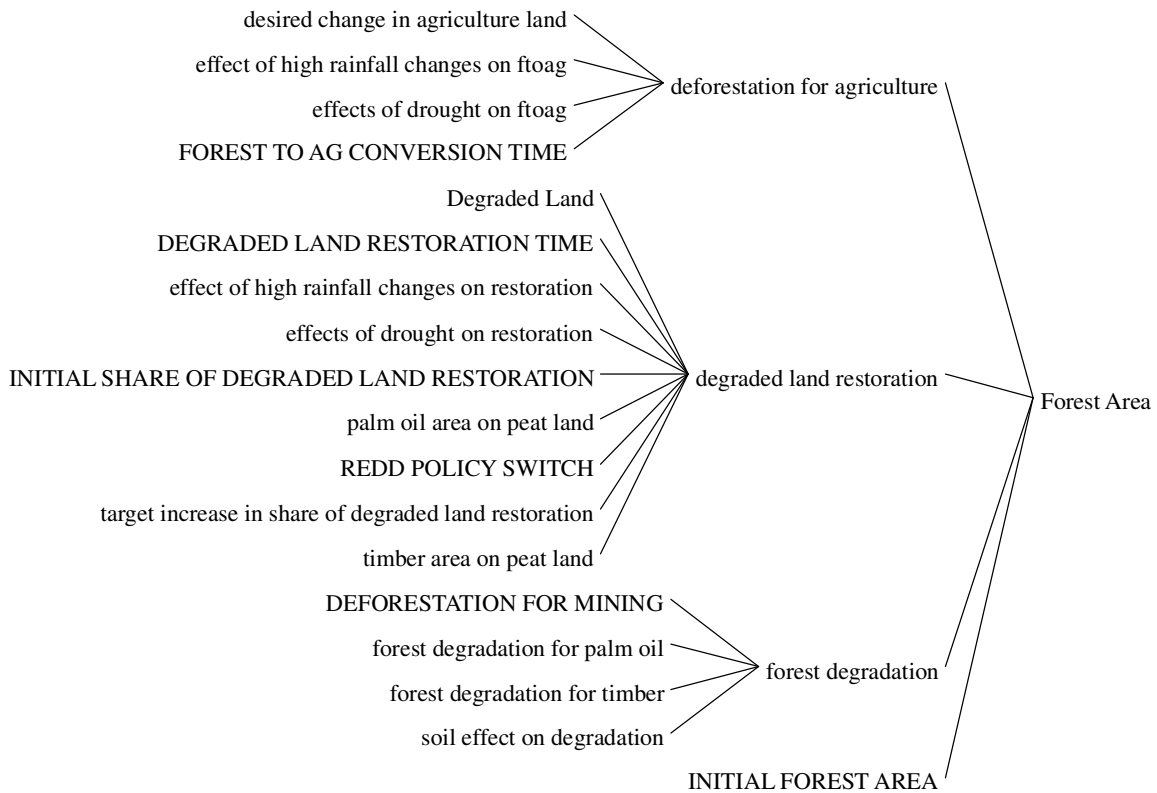 desired change in agriculture land
effect of high rainfall changes on ftoag
effects of drought on ftoag
FOREST TO AG CONVERSION TIME
deforestation for agriculture
Degraded Land
DEGRADED LAND RESTORATION TIME
effect of high rainfall changes on restoration
effects of drought on restoration
INITIAL SHARE OF DEGRADED LAND RESTORATION
palm oil area on peat land
REDD POLICY SWITCH
target increase in share of degraded land restoration
timber area on peat land
degraded land restoration
DEFORESTATION FOR MINING
forest degradation for palm oil
forest degradation for timber
soil effect on degradation
forest degradation
INITIAL FOREST AREA
Forest Area